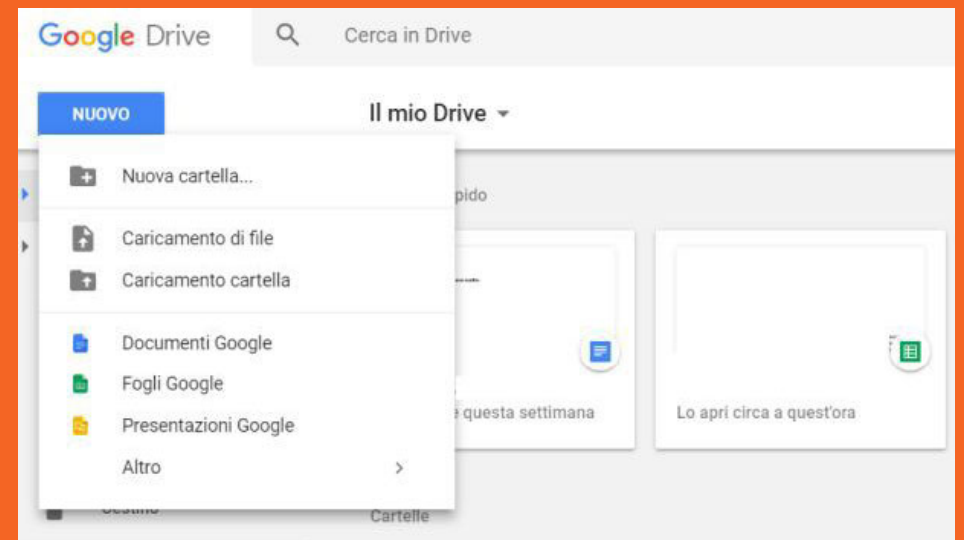 Google Drive
Cerca in Drive
NUOVO
Il mio Drive
Nuova cartella...
pido
Caricamento di file
Caricamento cartella
Documenti Google
Fogli Google
Presentazioni Google
Altro
questa settimana
Lo apri circa a quest'ora
Cestino
Cartelle